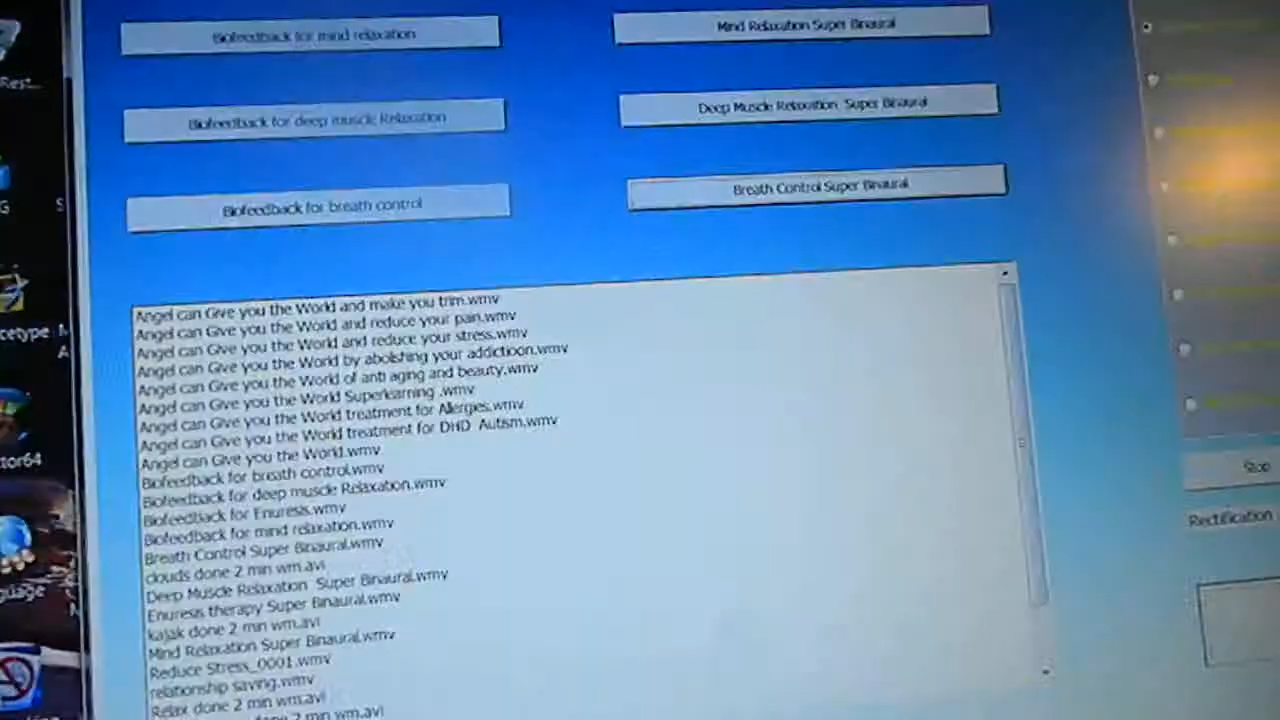 Biofeedback for mind relaxation
Mind Relaxation Super Binaural
Biofeedback for deep muscle Relaxation
Deep Muscle Relaxation Super Binaural
Biofeedback for breath control
Breath Control Super Binaural
Angel can Give you the World and make you trim.wmv
Angel can Give you the World and reduce your pain.wmv
Angel can Give you the World and reduce your stress.wmv
Angel can Give you the World by abolishing your addictioon.wmv
Angel can Give you the World of anti aging and beauty.wmv
Angel can Give you the World Superlearning .wmv
Angel can Give you the World treatment for Allergies.wmv
Angel can Give you the World treatment for DHD Autism.wmv
Angel can Give you the World.wmv
Biofeedback for breath control.wmv
Biofeedback for deep muscle Relaxation.wmv
Biofeedback for Enuresis.wmv
Biofeedback for mind relaxation.wmv
Breath Control Super Binaural.wmv
clouds done 2 min wm.avi
Deep Muscle Relaxation Super Binaural.wmv
Enuresis therapy Super Binaural.wmv
kajak done 2 min wm.avi
Mind Relaxation Super Binaural.wmv
Reduce Stress_0001.wmv
relationship saving.wmv
Relax done 2 min wm.avi
done 2 min wm.avi
Stop
Rectification
Rest...
G
S
cetype
tor64
guage